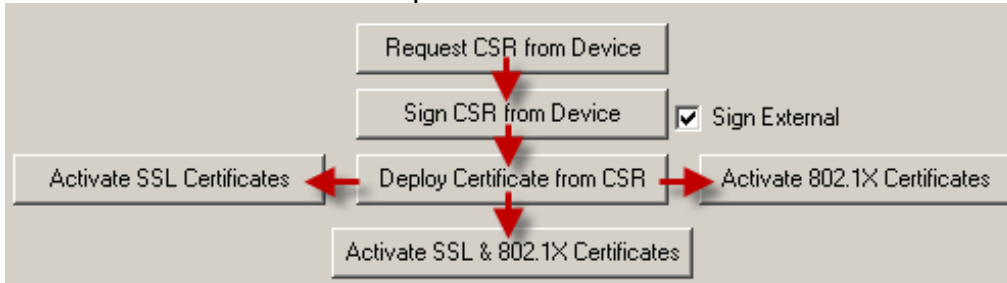 Request CSR from Device
Sign CSR from Device
Sign External
Activate SSL Certificates
Deploy Certificate from CSR
Activate 802.1X Certificates
Activate SSL & 802.1X Certificates